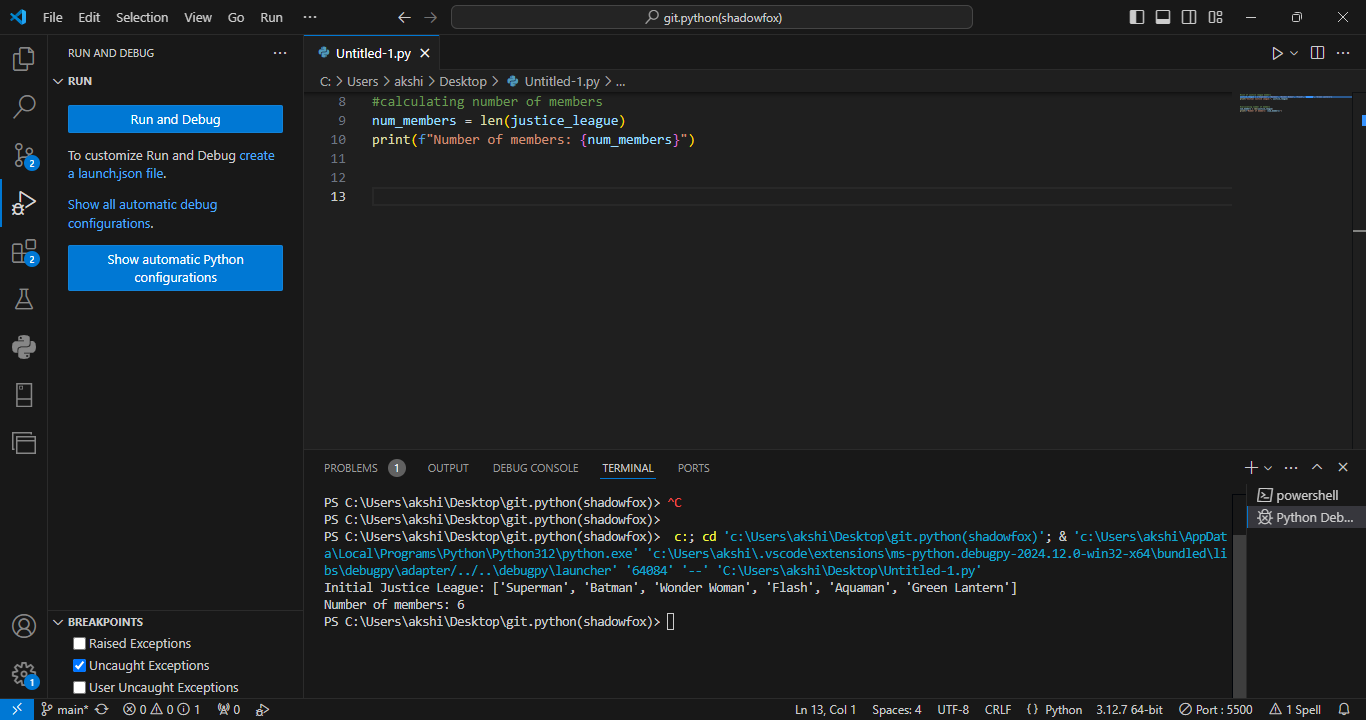 File Edit Selection View Go Run ··· git.python(shadowfox)
RUN AND DEBUG ···
RUN
Run and Debug
To customize Run and Debug create
a launch.json file.
Show all automatic debug
configurations.
Show automatic Python
configurations
2
2
1
BREAKPOINTS
Raised Exceptions
Uncaught Exceptions
User Uncaught Exceptions
Untitled-1.py
C: > Users > akshi > Desktop > Untitled-1.py > ...
8 #calculating number of members
9 num_members = len(justice_league)
10 print(f"Number of members: {num_members}")
11
12
13
PROBLEMS 1 OUTPUT DEBUG CONSOLE TERMINAL PORTS
PS C:\Users\akshi\Desktop\git.python(shadowfox)> ^C
PS C:\Users\akshi\Desktop\git.python(shadowfox)>
PS C:\Users\akshi\Desktop\git.python(shadowfox)>  c:; cd 'c:\Users\akshi\Desktop\git.python(shadowfox)'; & 'c:\Users\akshi\AppDat
a\Local\Programs\Python\Python312\python.exe' 'c:\Users\akshi\.vscode\extensions\ms-python.debugpy-2024.12.0-win32-x64\bundled\li
bs\debugpy\adapter/../..\debugpy\launcher' '64084' '--' 'C:\Users\akshi\Desktop\Untitled-1.py'
Initial Justice League: ['Superman', 'Batman', 'Wonder Woman', 'Flash', 'Aquaman', 'Green Lantern']
Number of members: 6
PS C:\Users\akshi\Desktop\git.python(shadowfox)>
powershell
Python Deb...
main* 0 0 1 0 Ln 13, Col 1 Spaces: 4 UTF-8 CRLF {} Python 3.12.7 64-bit Port : 5500 1 Spell